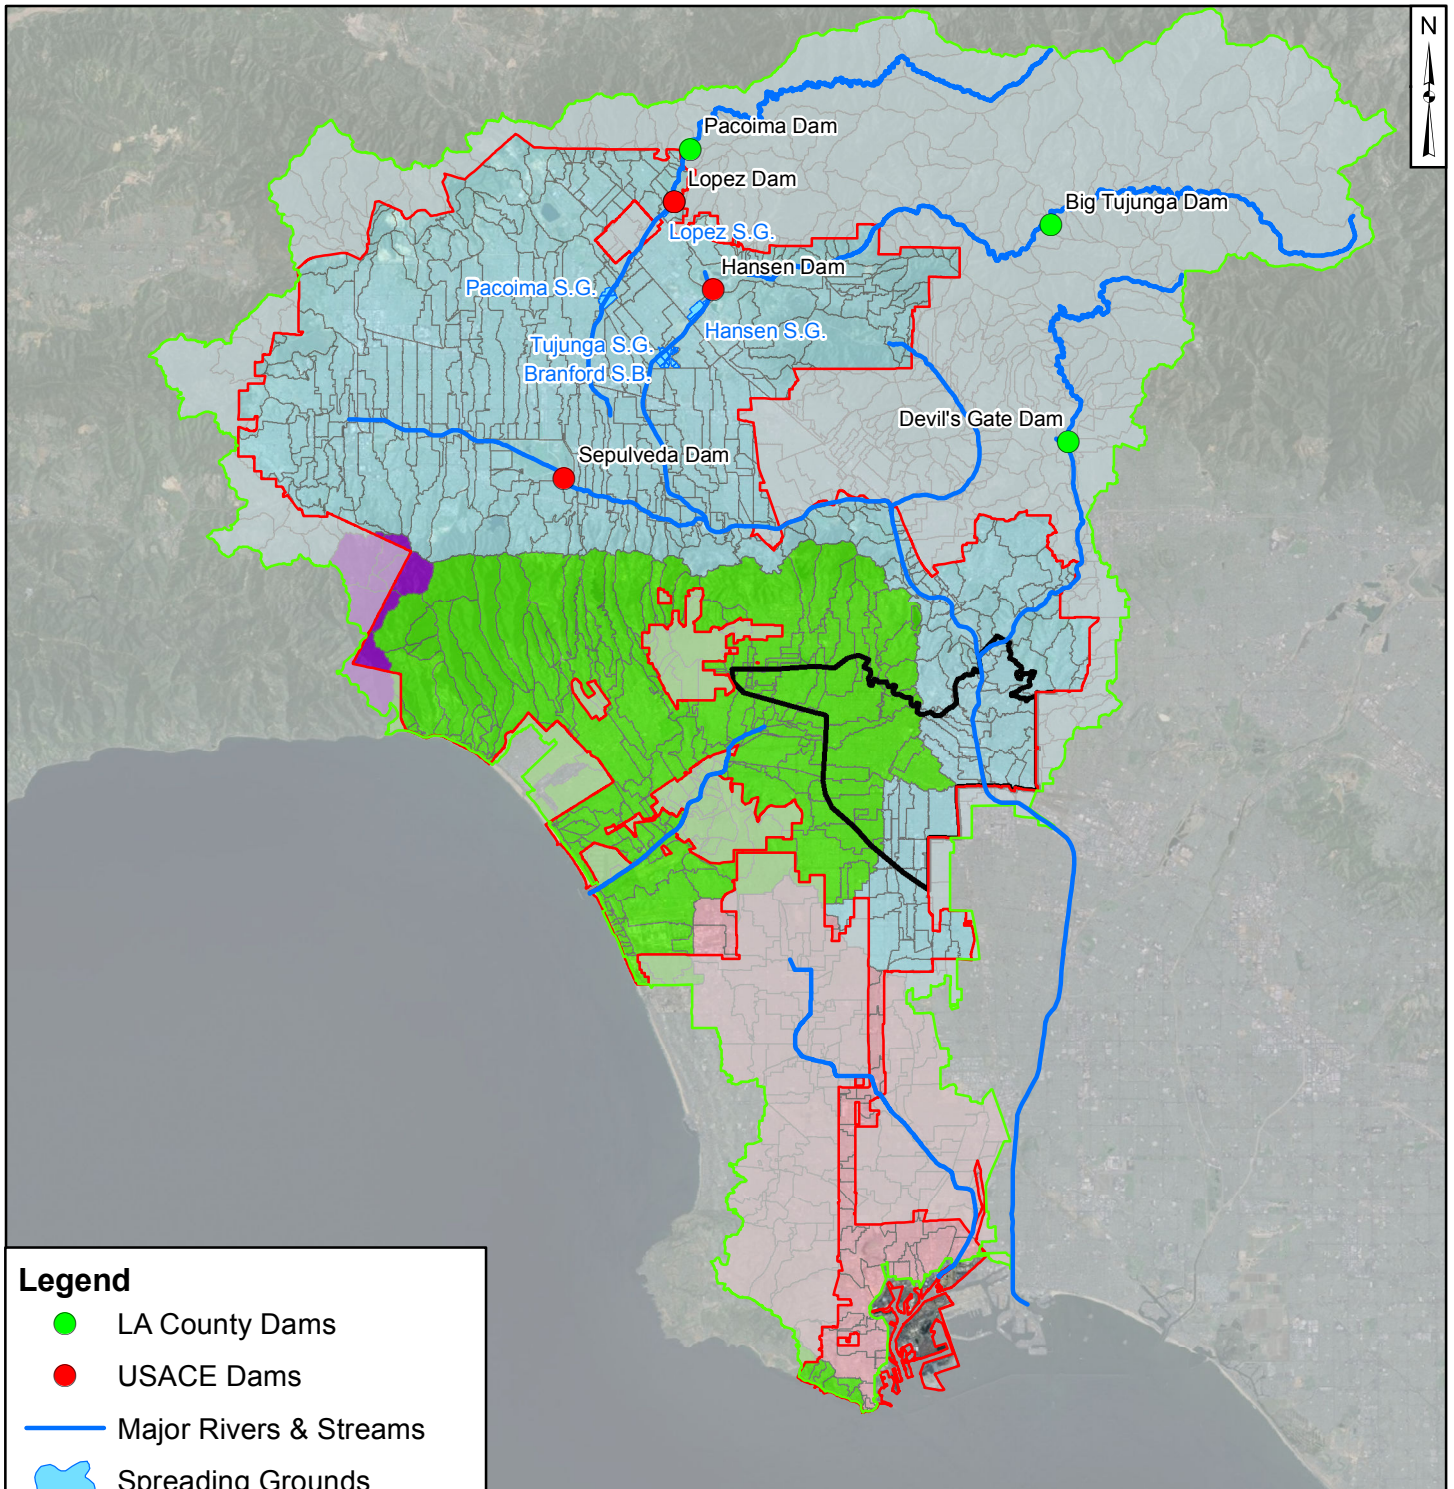 N
Pacoima Dam
Lopez Dam
Big Tujunga Dam
Lopez S.G.
Hansen Dam
Pacoima S.G.
Hansen S.G.
Tujunga S.G.
Branford S.B.
Devil's Gate Dam
Sepulveda Dam
Legend
LA County Dams
USACE Dams
Major Rivers & Streams
Spreading Grounds